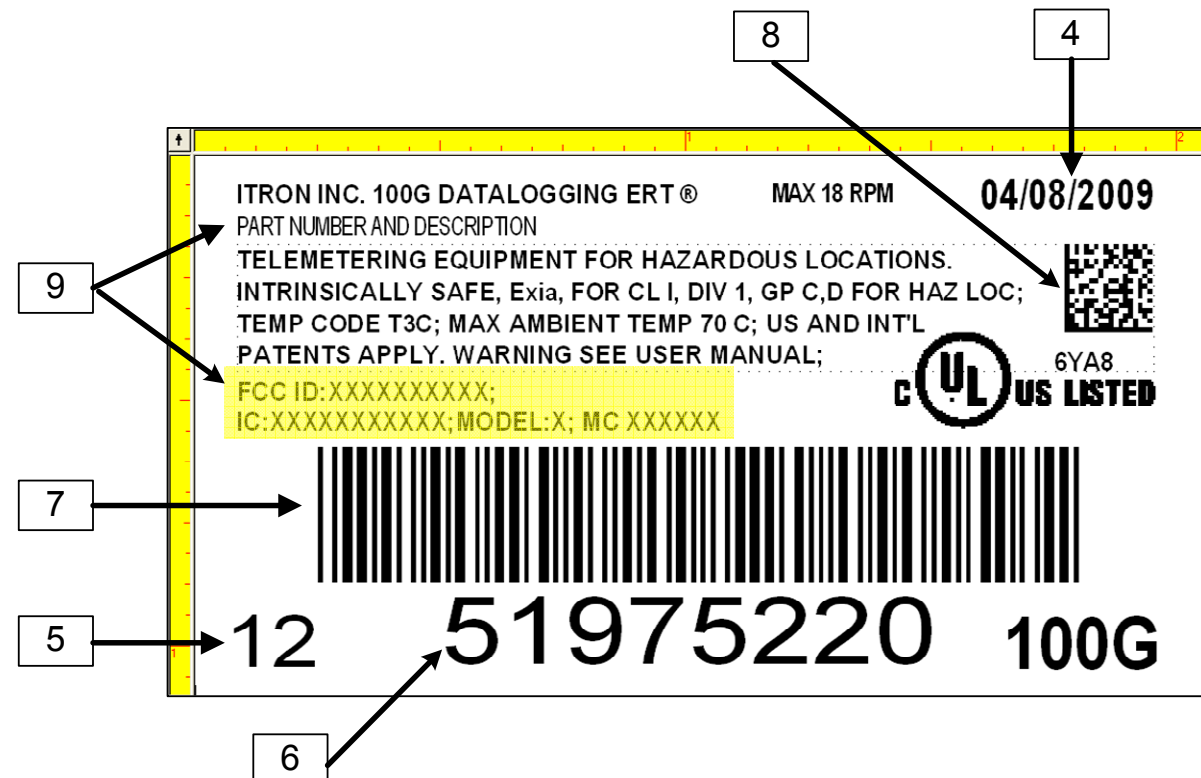 8
4
1
2
ITRON INC. 100G DATALOGGING ERT ® MAX 18 RPM 04/08/2009
PART NUMBER AND DESCRIPTION
9
TELEMETERING EQUIPMENT FOR HAZARDOUS LOCATIONS.
INTRINSICALLY SAFE, Exia, FOR CL I, DIV 1, GP C,D FOR HAZ LOC;
TEMP CODE T3C; MAX AMBIENT TEMP 70 C; US AND INT'L
PATENTS APPLY. WARNING SEE USER MANUAL;
6YA8
C UL US LISTED
FCC ID:XXXXXXXXXX;
IC:XXXXXXXXXXX; MODEL:X; MC XXXXXX
7
5
1
12 51975220 100G
6